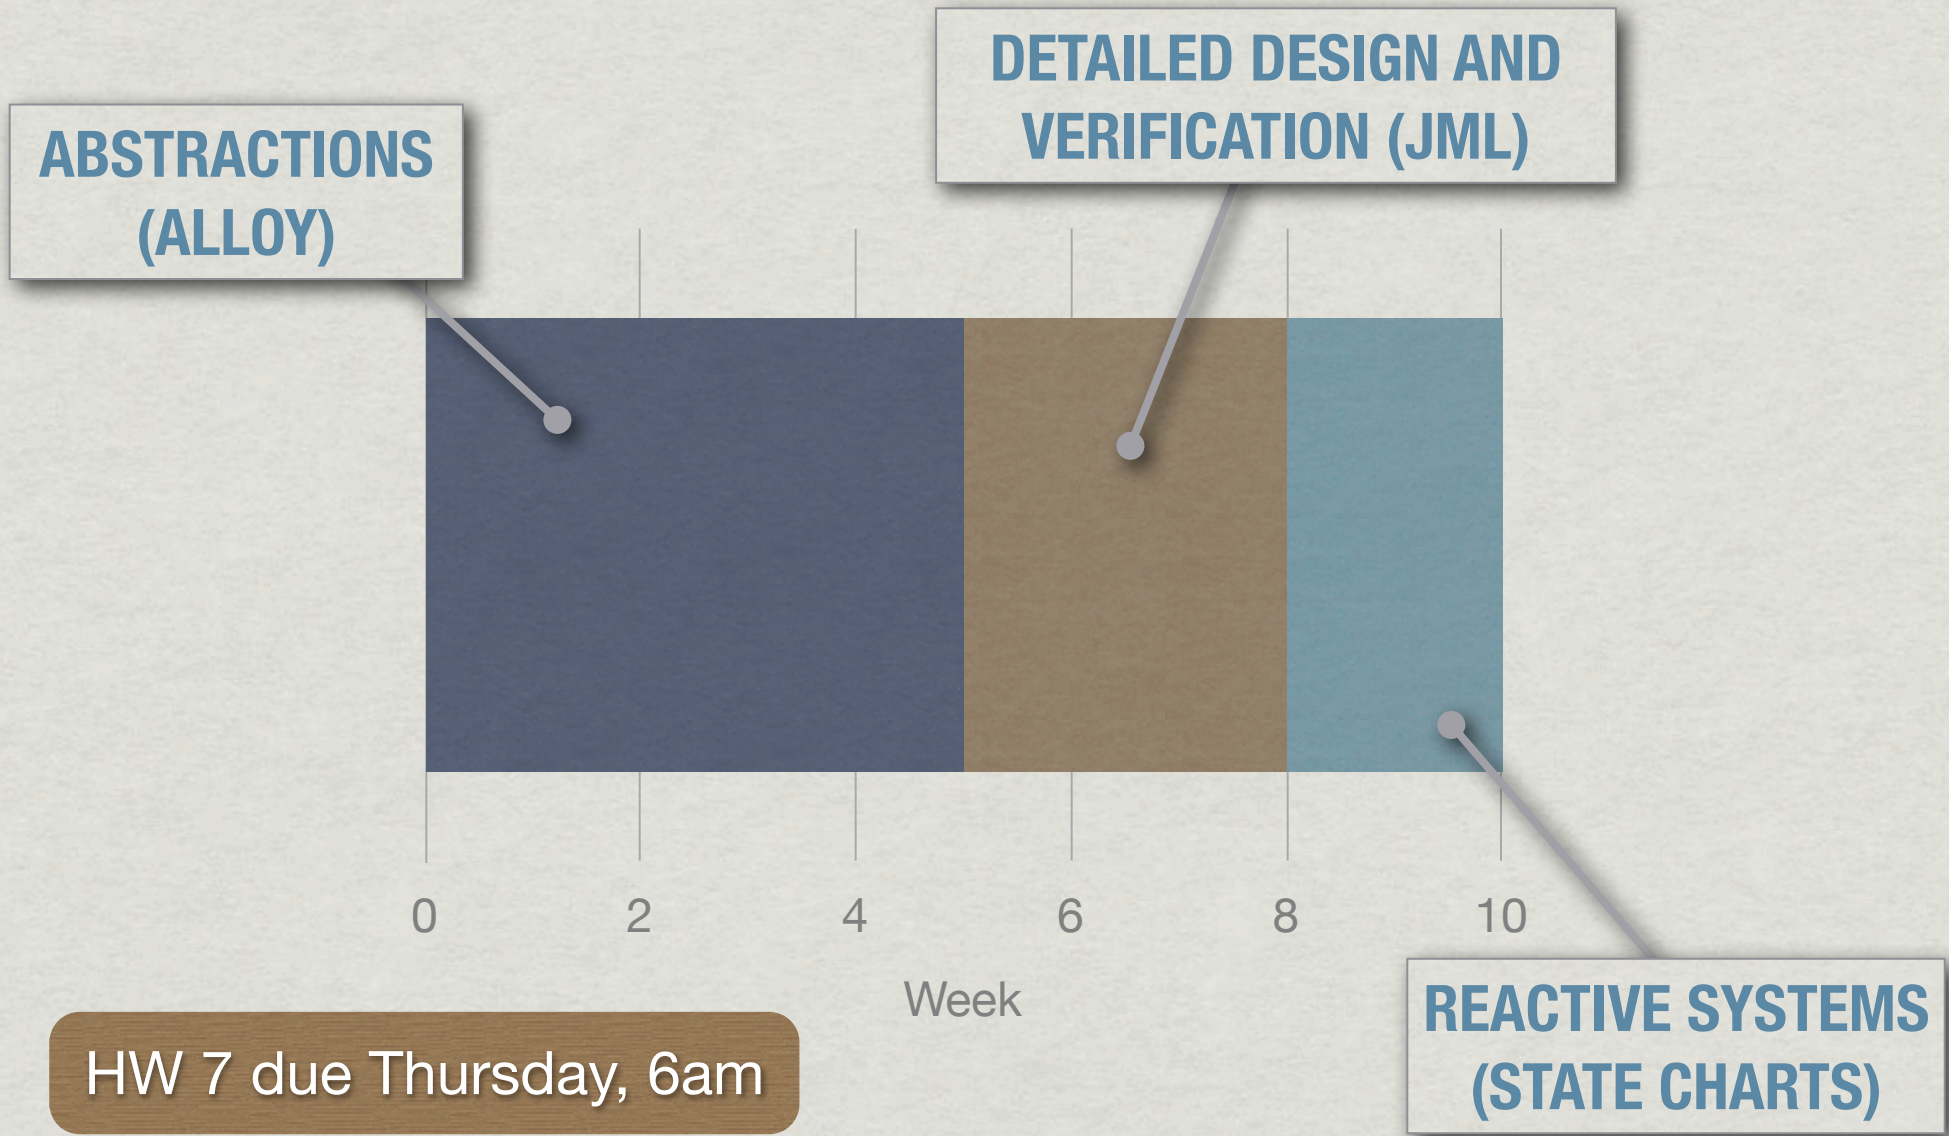 DETAILED DESIGN AND
VERIFICATION (JML)
ABSTRACTIONS
(ALLOY)
0 2 4 6 8 10
Week
REACTIVE SYSTEMS
(STATE CHARTS)
HW 7 due Thursday, 6am